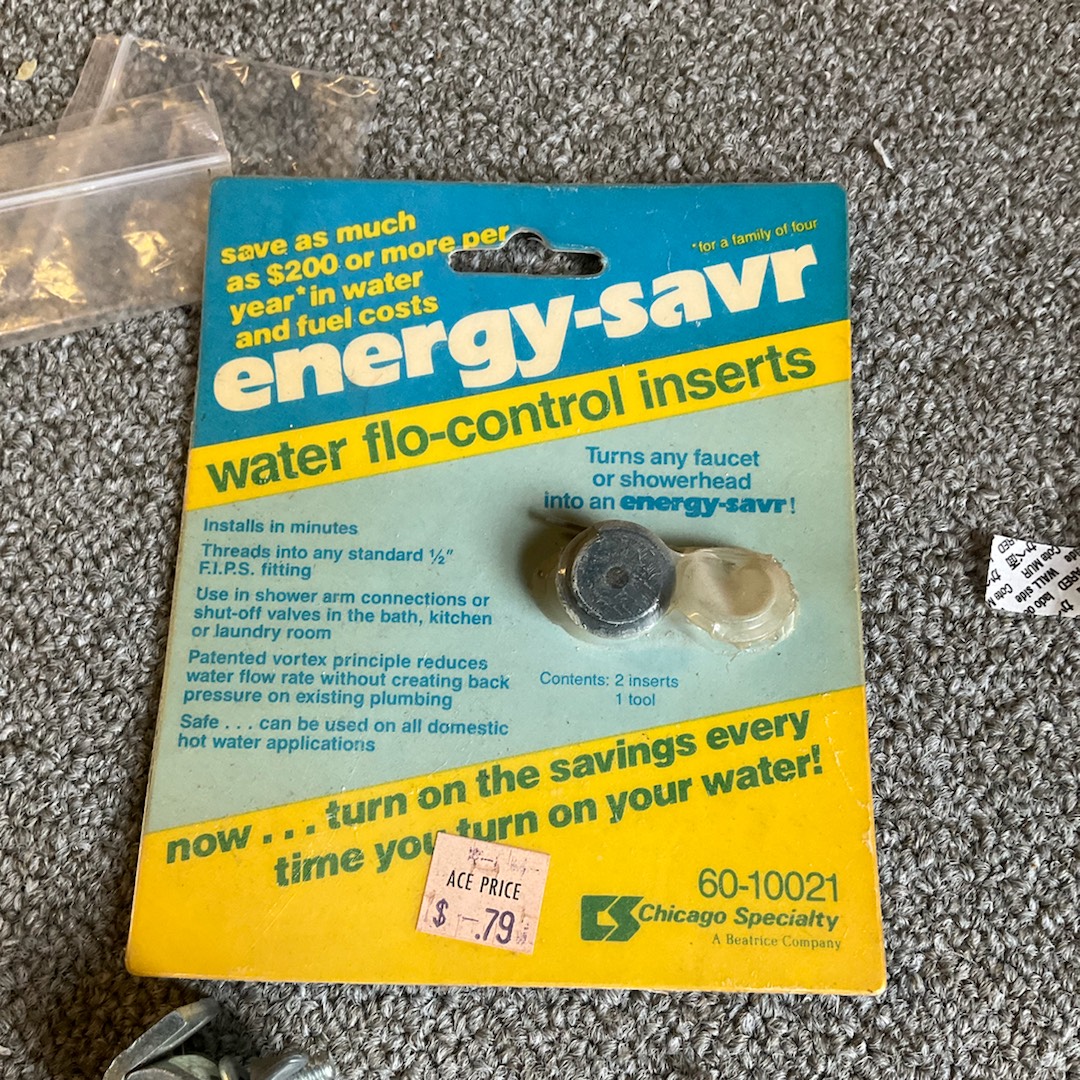 save as much
as $200 or more per
year* in water
and fuel costs
*for a family of four
energy-savr
water flo-control inserts
Turns any faucet
or showerhead
into an energy-savr!
Installs in minutes
Threads into any standard ½"
F.I.P.S. fitting
Use in shower arm connections or
shut-off valves in the bath, kitchen
or laundry room
Patented vortex principle reduces
water flow rate without creating back
pressure on existing plumbing
Safe . . . can be used on all domestic
hot water applications
Contents: 2 inserts
1 tool
now . . . turn on the savings every
time you turn on your water!
ACE PRICE
$ .79
60-10021
CS Chicago Specialty
A Beatrice Company
WALL side